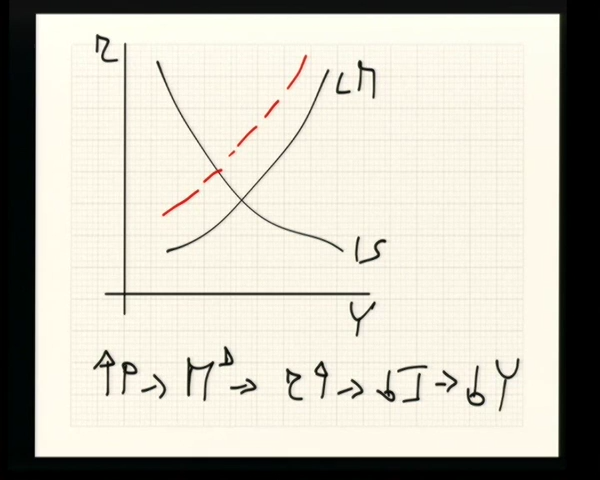 r
LM
IS
Y
↑P → M^D → r↑ → ↓I → ↓Y